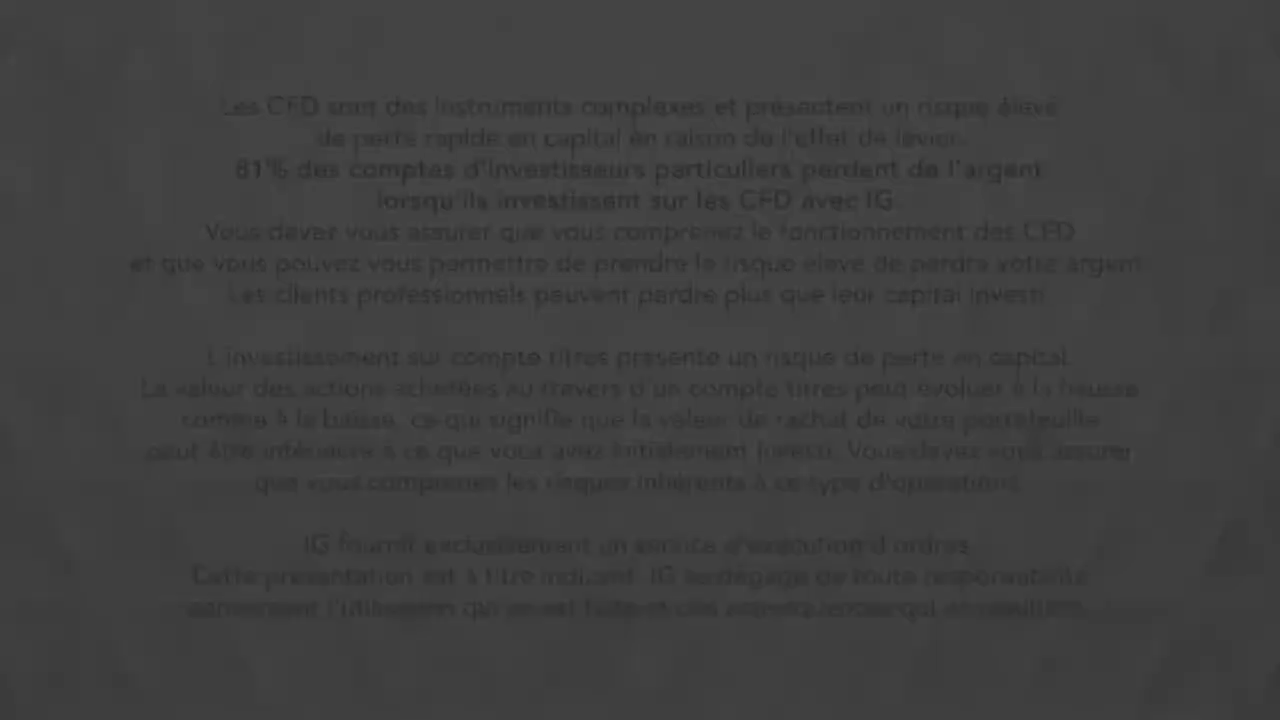 Les CFD sont des instruments complexes et présentent un risque élevé
de perte rapide en capital en raison de l'effet de levier.
81% des comptes d'investisseurs particuliers perdent de l'argent
lorsqu'ils investissent sur les CFD avec IG.
Vous devez vous assurer que vous comprenez le fonctionnement des CFD
et que vous pouvez vous permettre de prendre le risque élevé de perdre votre argent.
Les clients professionnels peuvent perdre plus que leur capital investi.
L'investissement sur compte titres présente un risque de perte en capital.
La valeur des actions achetées au travers d'un compte titres peut évoluer à la hausse
comme à la baisse, ce qui signifie que la valeur de rachat de votre portefeuille
peut être inférieure à ce que vous avez initialement investi. Vous devez vous assurer
que vous comprenez les risques inhérents à ce type d'opérations.
IG fournit exclusivement un service d'exécution d'ordres.
Cette présentation est à titre indicatif. IG se dégage de toute responsabilité
concernant l'utilisation qui en est faite et des